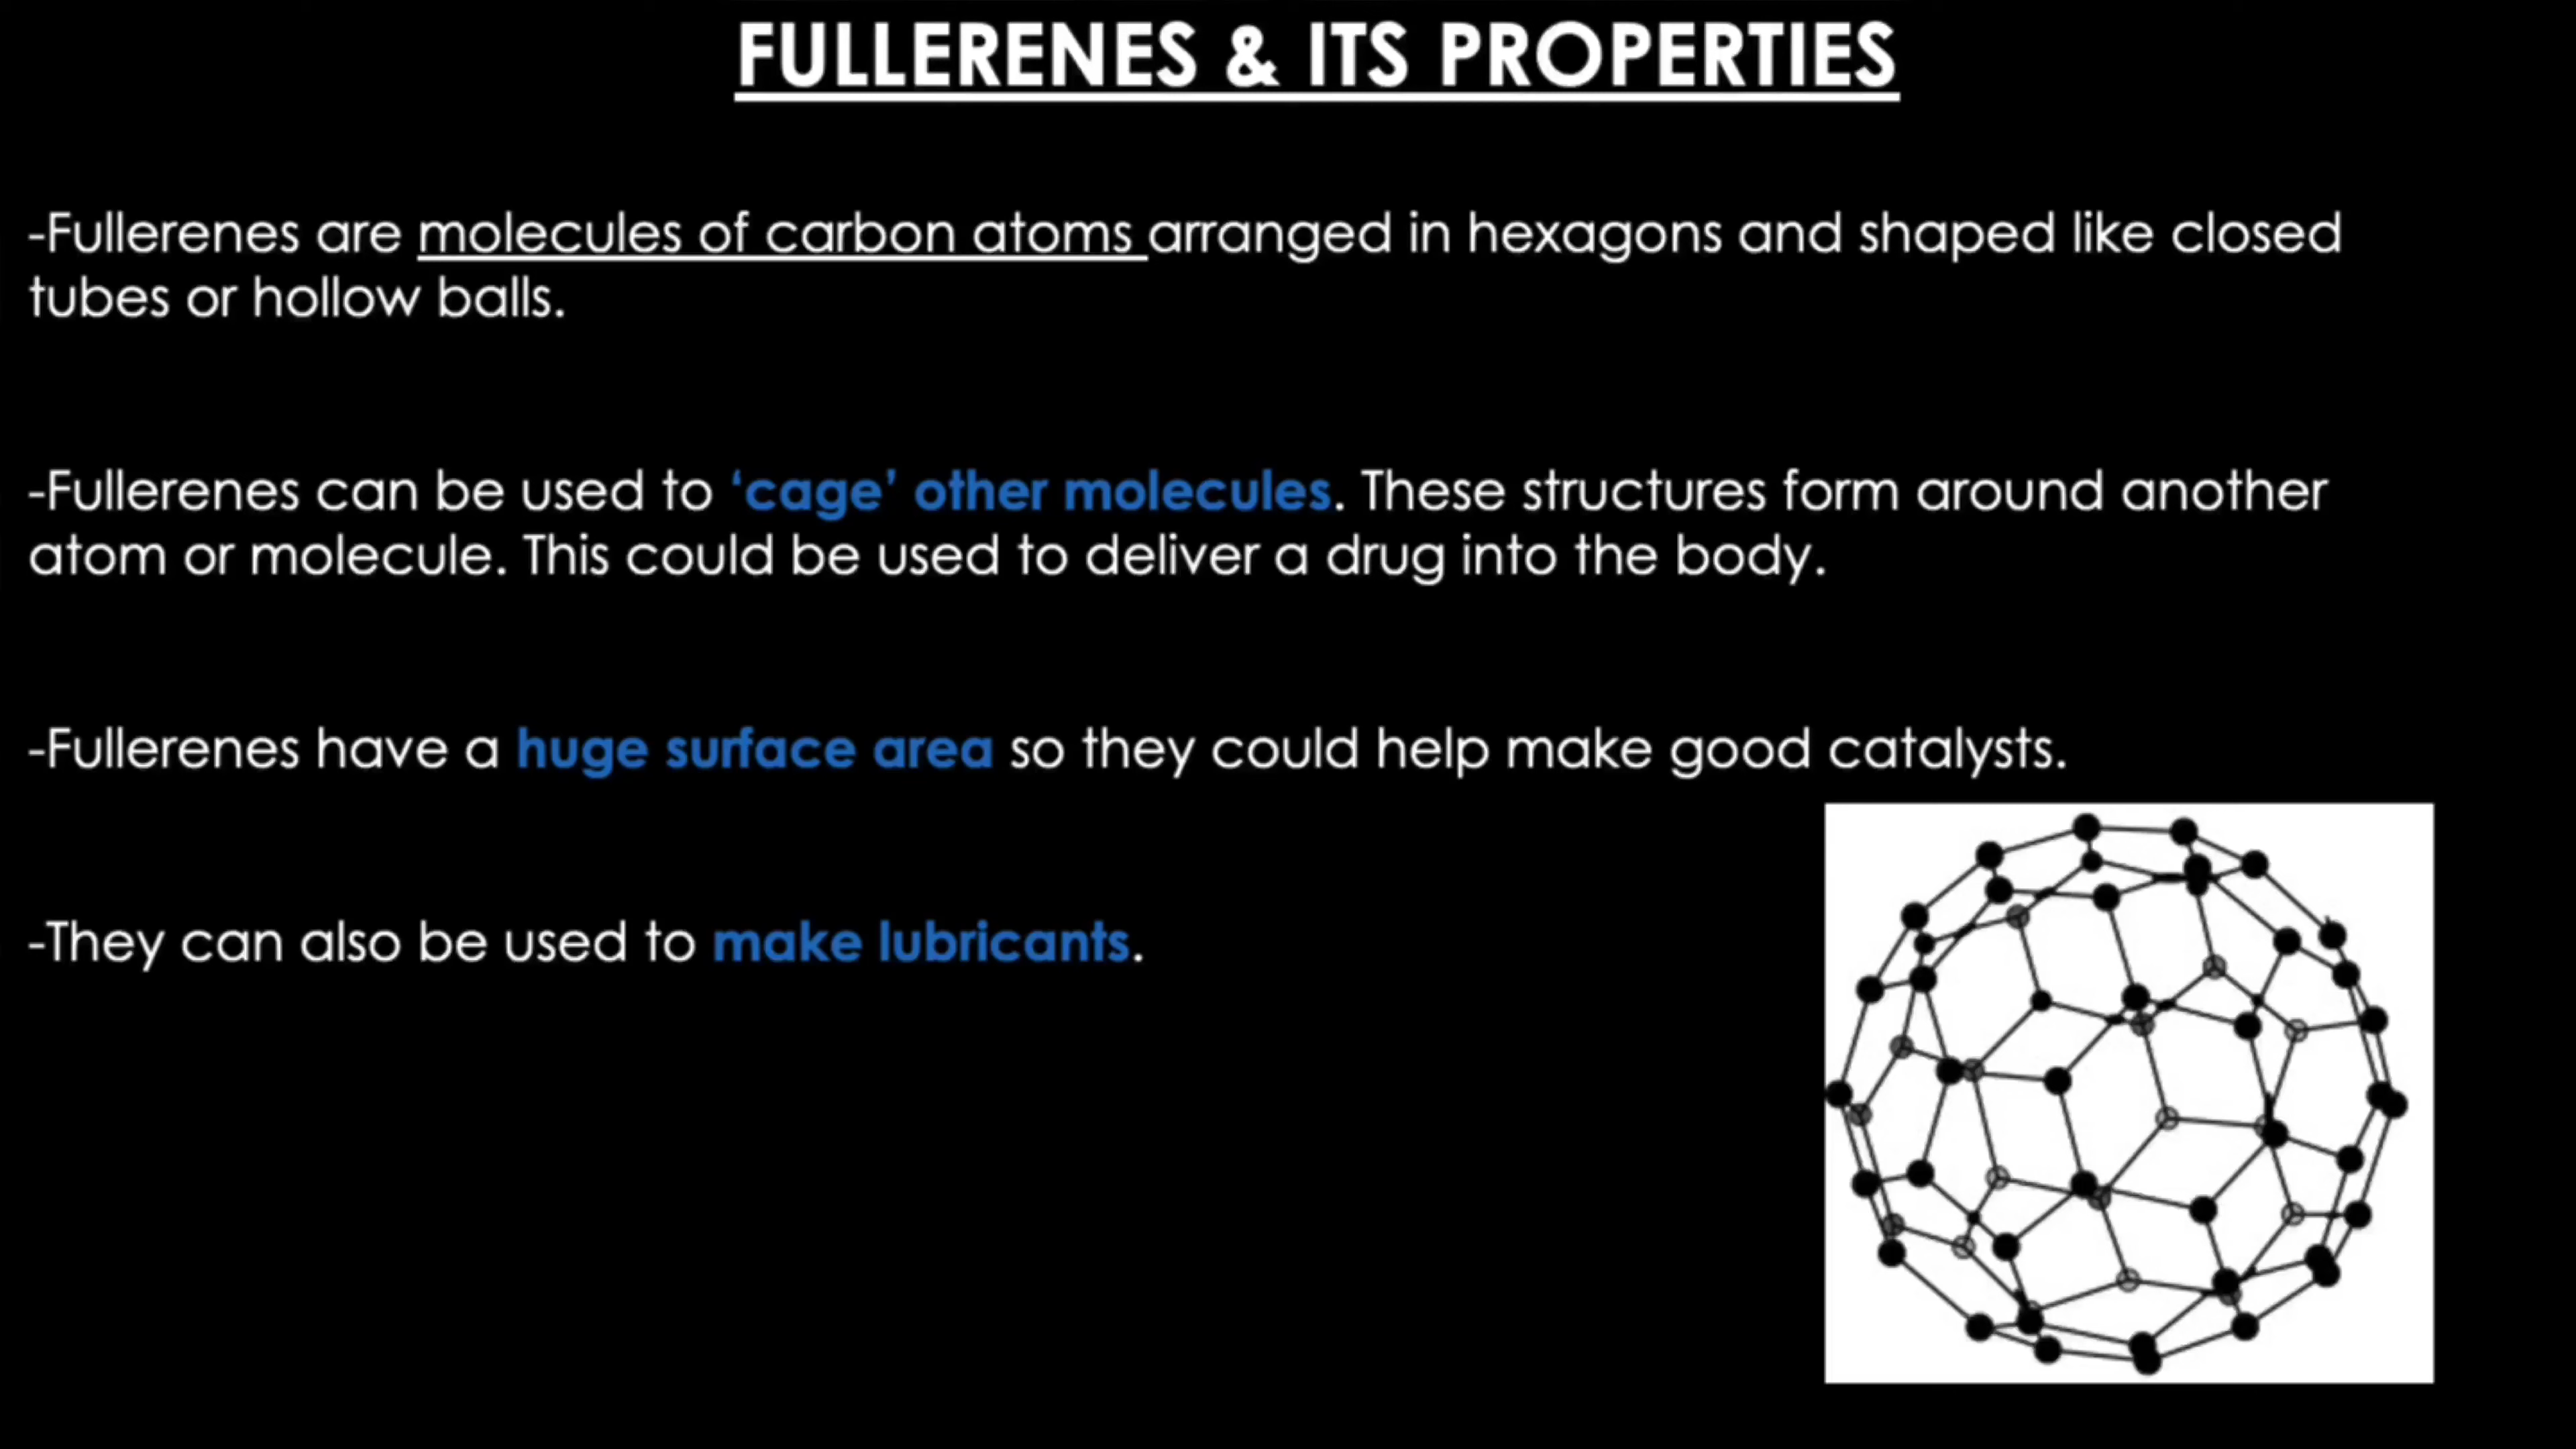 FULLERENES & ITS PROPERTIES
-Fullerenes are molecules of carbon atoms arranged in hexagons and shaped like closed
tubes or hollow balls.
-Fullerenes can be used to ‘cage’ other molecules. These structures form around another
atom or molecule. This could be used to deliver a drug into the body.
-Fullerenes have a huge surface area so they could help make good catalysts.
-They can also be used to make lubricants.